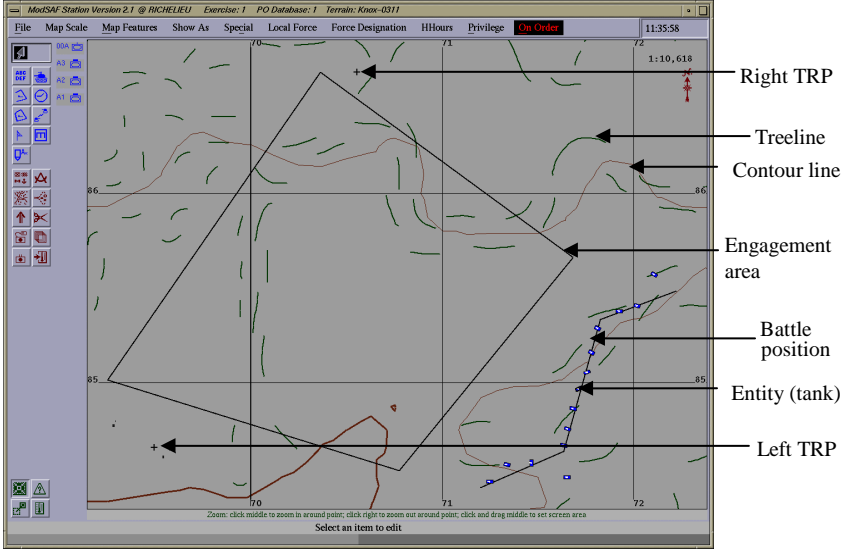 ModSAF Station Version 2.1 @ RICHELIEU Exercise: 1 PO Database: 1 Terrain: Knox-0311
File Map Scale Map Features Show As Special Local Force Force Designation HHours Privilege On Order 11:35:58
00A
A3
A2
A1
ABC
DEF
70 71 72
1:10,618
N
86 86
85 85
70 71 72
Right TRP
Treeline
Contour line
Engagement
area
Battle
position
Entity (tank)
Left TRP
Zoom: click middle to zoom in around point; click right to zoom out around point; click and drag middle to set screen area
Select an item to edit